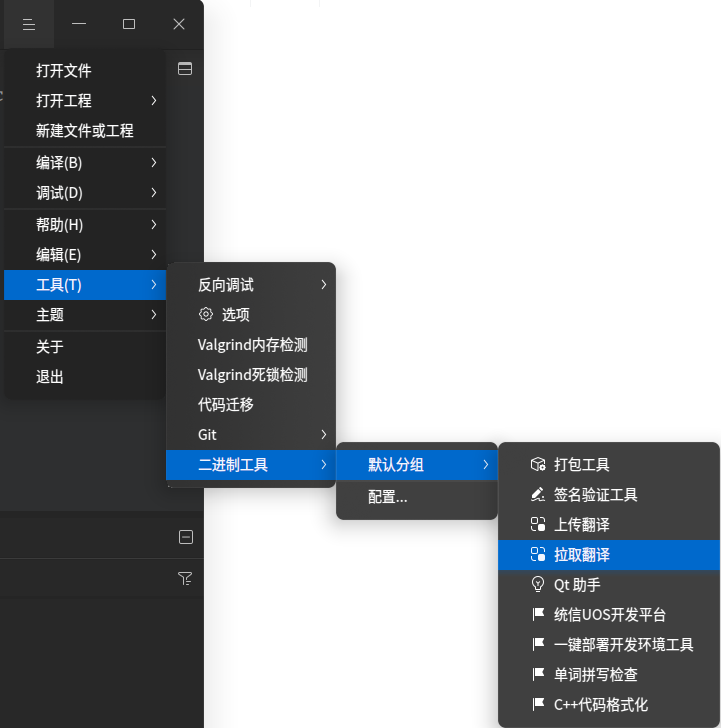 打开文件
打开工程
新建文件或工程
编译(B)
调试(D)
帮助(H)
编辑(E)
工具(T)
主题
关于
退出
反向调试
选项
Valgrind内存检测
Valgrind死锁检测
代码迁移
Git
二进制工具
默认分组
配置...
打包工具
签名验证工具
上传翻译
拉取翻译
Qt 助手
统信UOS开发平台
一键部署开发环境工具
单词拼写检查
C++代码格式化